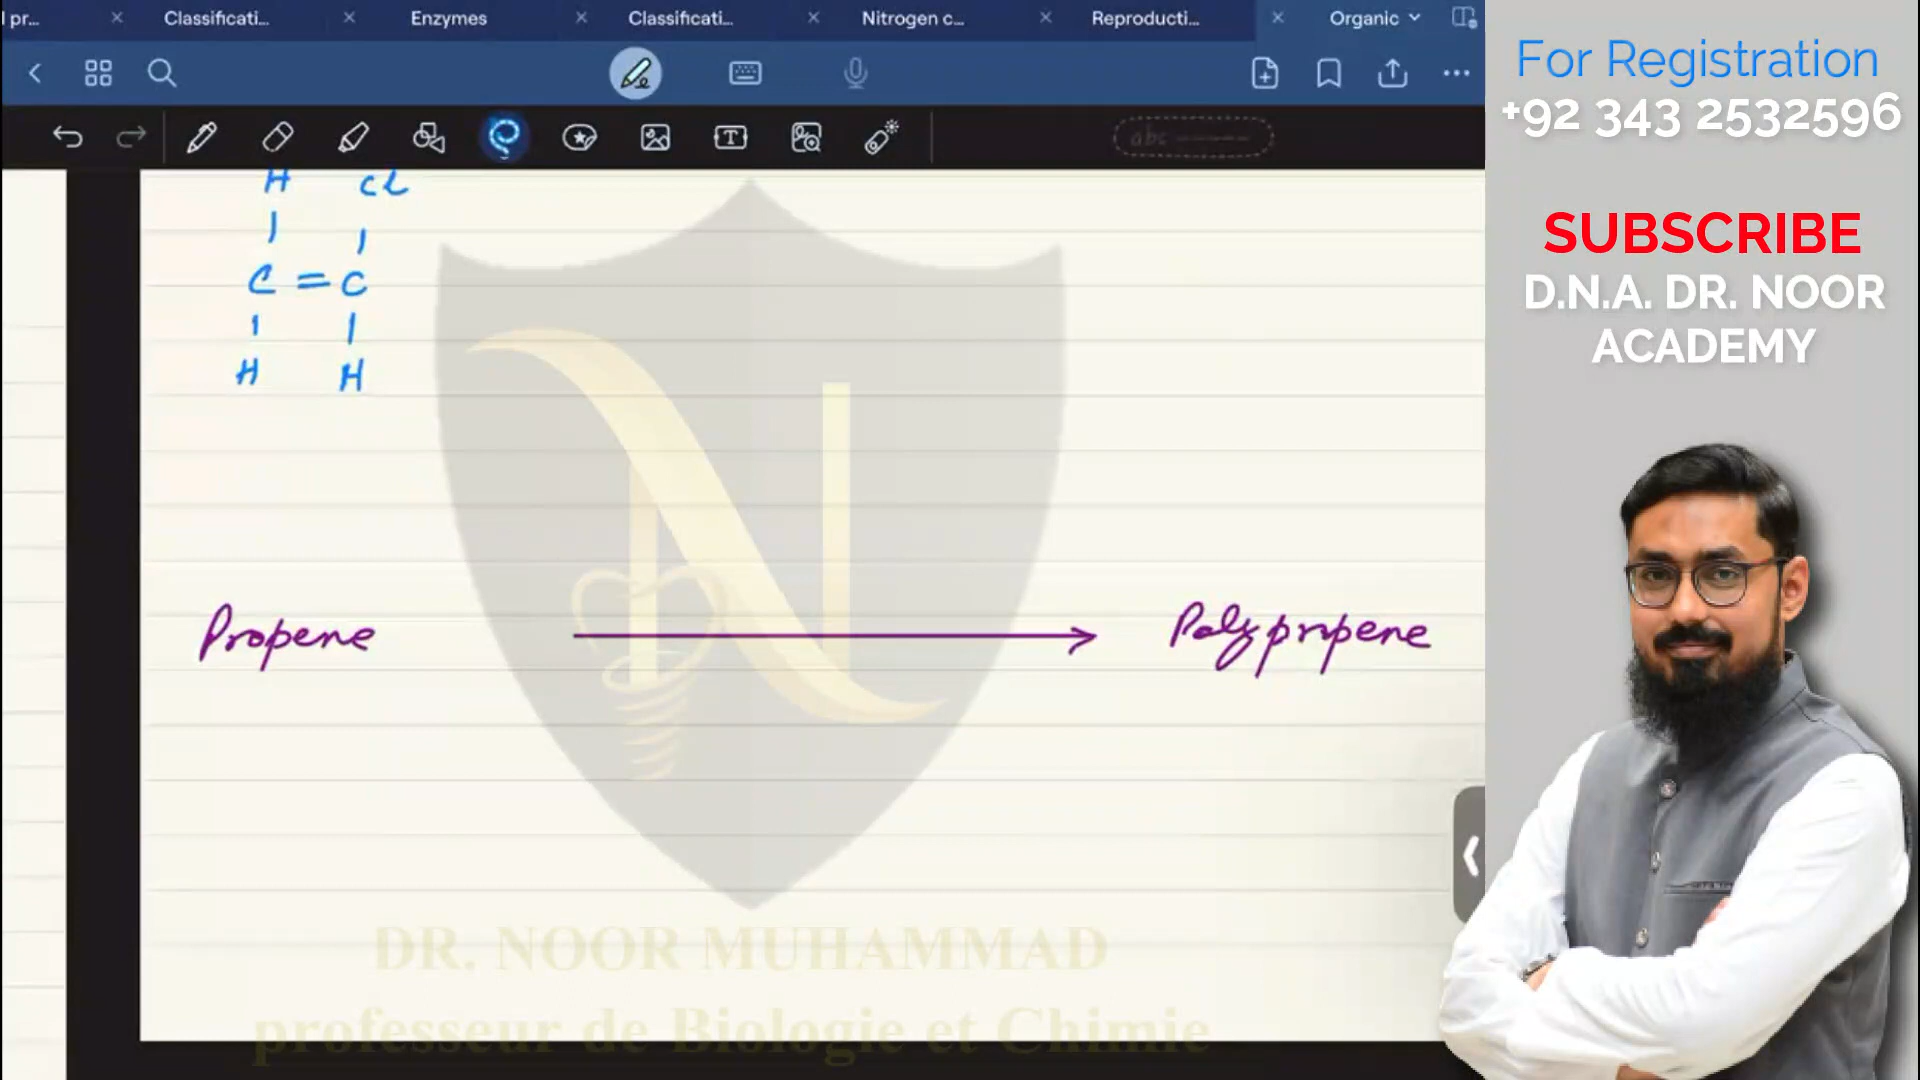 l pr... Classificati... Enzymes Classificati... Nitrogen c... Reproducti... Organic
abc
For Registration
+92 343 2532596
SUBSCRIBE
D.N.A. DR. NOOR
ACADEMY
H Cl
C = C
H H
Propene Polypropene
N
DR. NOOR MUHAMMAD
professeur de Biologie et Chimie